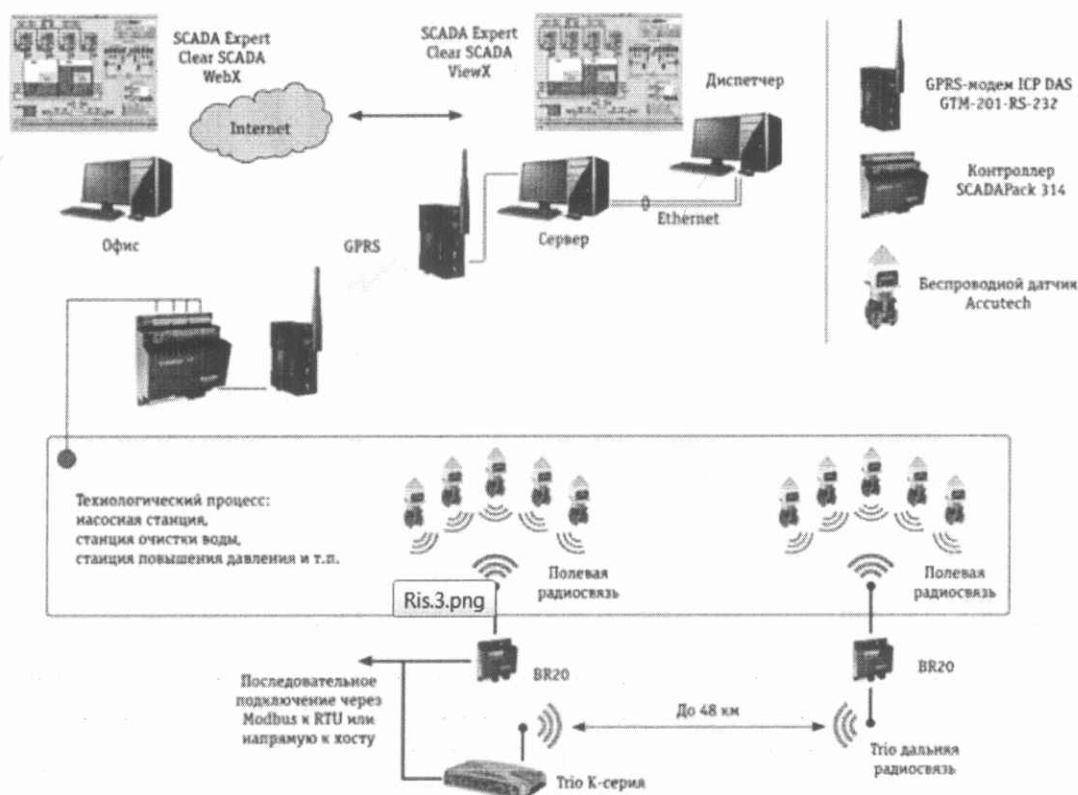 SCADA Expert
Clear SCADA
WebX
Internet
Офис
SCADA Expert
Clear SCADA
ViewX
Диспетчер
Ethernet
Сервер
GPRS
GPRS-модем ICP DAS
GTM-201-RS-232
Контроллер
SCADAPack 314
Беспроводной датчик
Accutech
Технологический процесс:
насосная станция,
станция очистки воды,
станция повышения давления и т.п.
Полевая
радиосвязь
Полевая
радиосвязь
Ris.3.png
BR20
BR20
Последовательное
подключение через
Modbus к RTU или
напрямую к хосту
До 48 км
Trio K-серия
Trio дальняя
радиосвязь